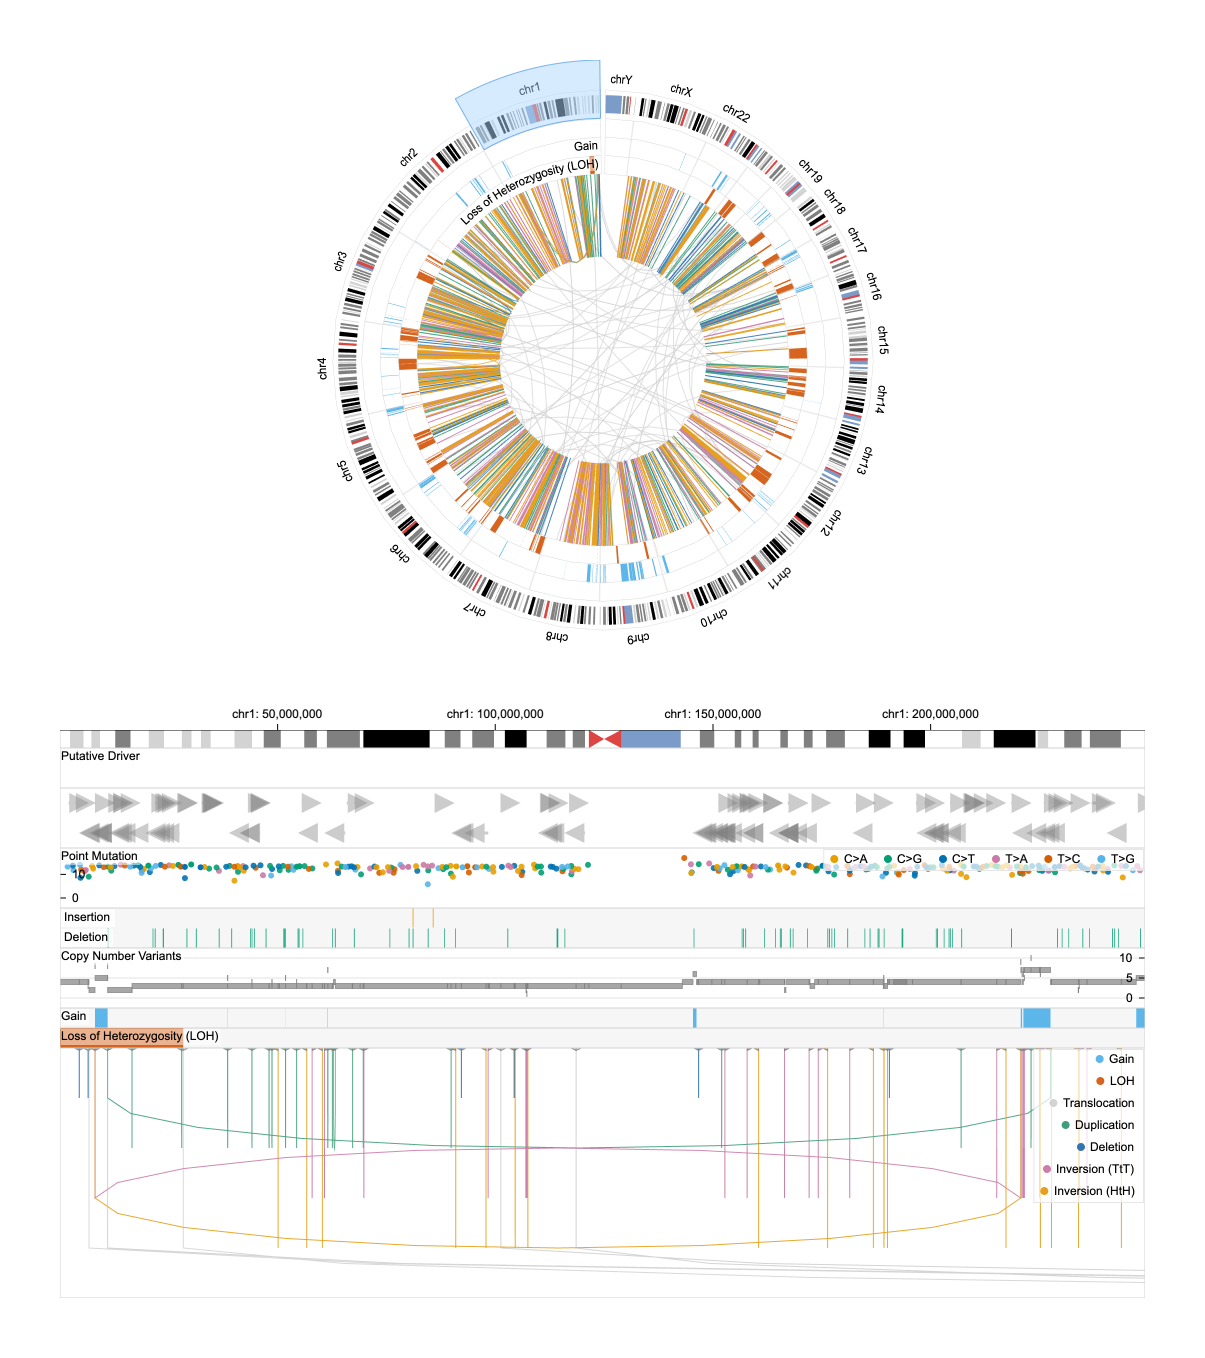 chr1
chrY
chrX
chr22
chr19
chr18
chr17
chr16
chr15
chr14
chr13
chr12
chr11
chr10
chr9
chr8
chr7
chr6
chr5
chr4
chr3
chr2
Gain
Loss of Heterozygosity (LOH)
chr1: 50,000,000 chr1: 100,000,000 chr1: 150,000,000 chr1: 200,000,000
Putative Driver
Point Mutation
C>A C>G C>T T>A T>C T>G
10
0
Insertion
Deletion
Copy Number Variants
10
5
0
Gain
Loss of Heterozygosity (LOH)
Gain
LOH
Translocation
Duplication
Deletion
Inversion (TtT)
Inversion (HtH)